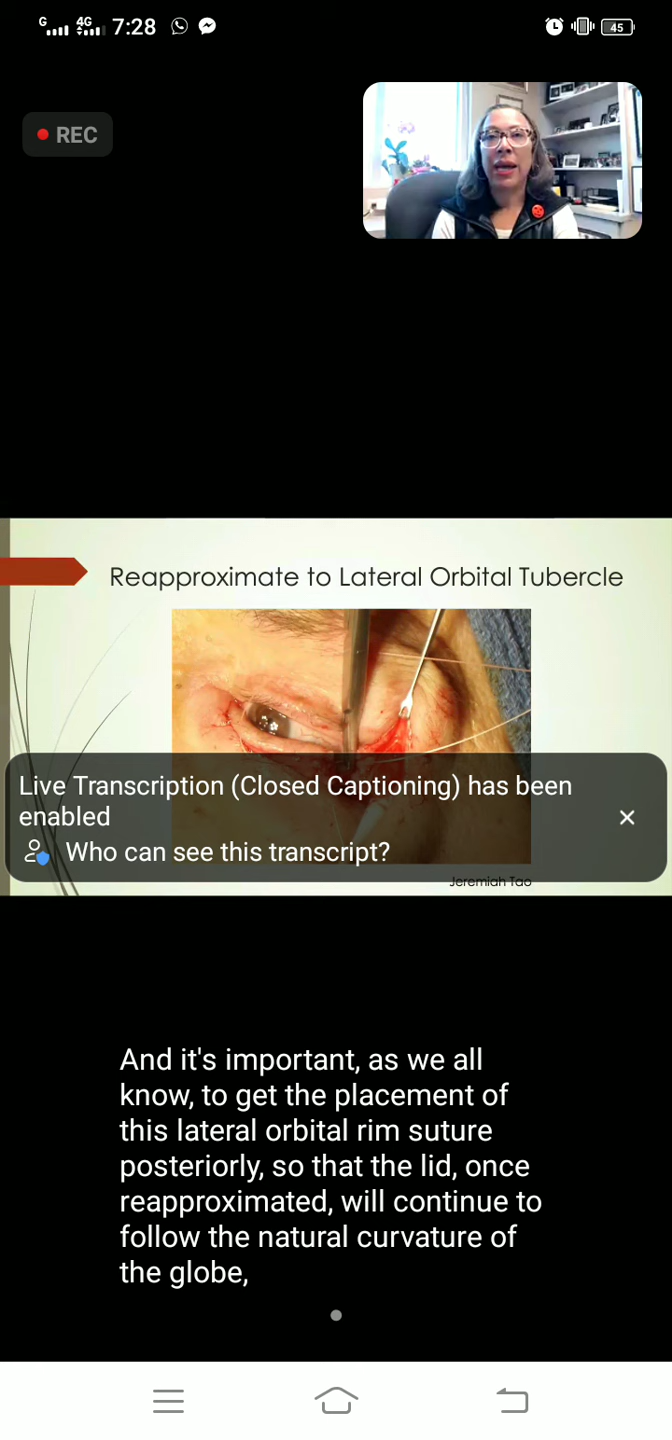 G 4G 7:28 45
REC
Reapproximate to Lateral Orbital Tubercle
Live Transcription (Closed Captioning) has been
enabled
Who can see this transcript?
Jeremiah Tao
And it's important, as we all
know, to get the placement of
this lateral orbital rim suture
posteriorly, so that the lid, once
reapproximated, will continue to
follow the natural curvature of
the globe,